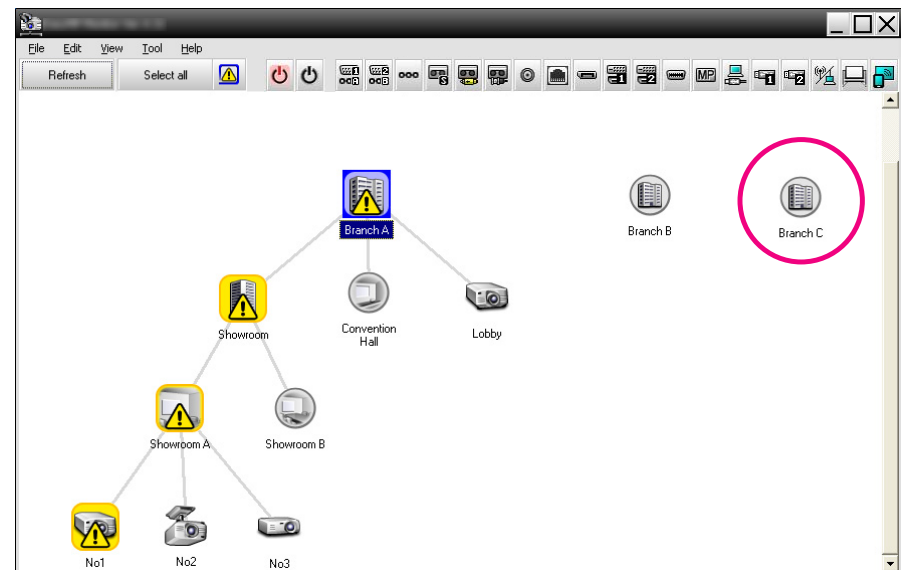 File Edit View Tool Help
Refresh Select all MP
Branch A
Branch B
Branch C
Showroom
Convention
Hall
Lobby
Showroom A
Showroom B
No1
No2
No3